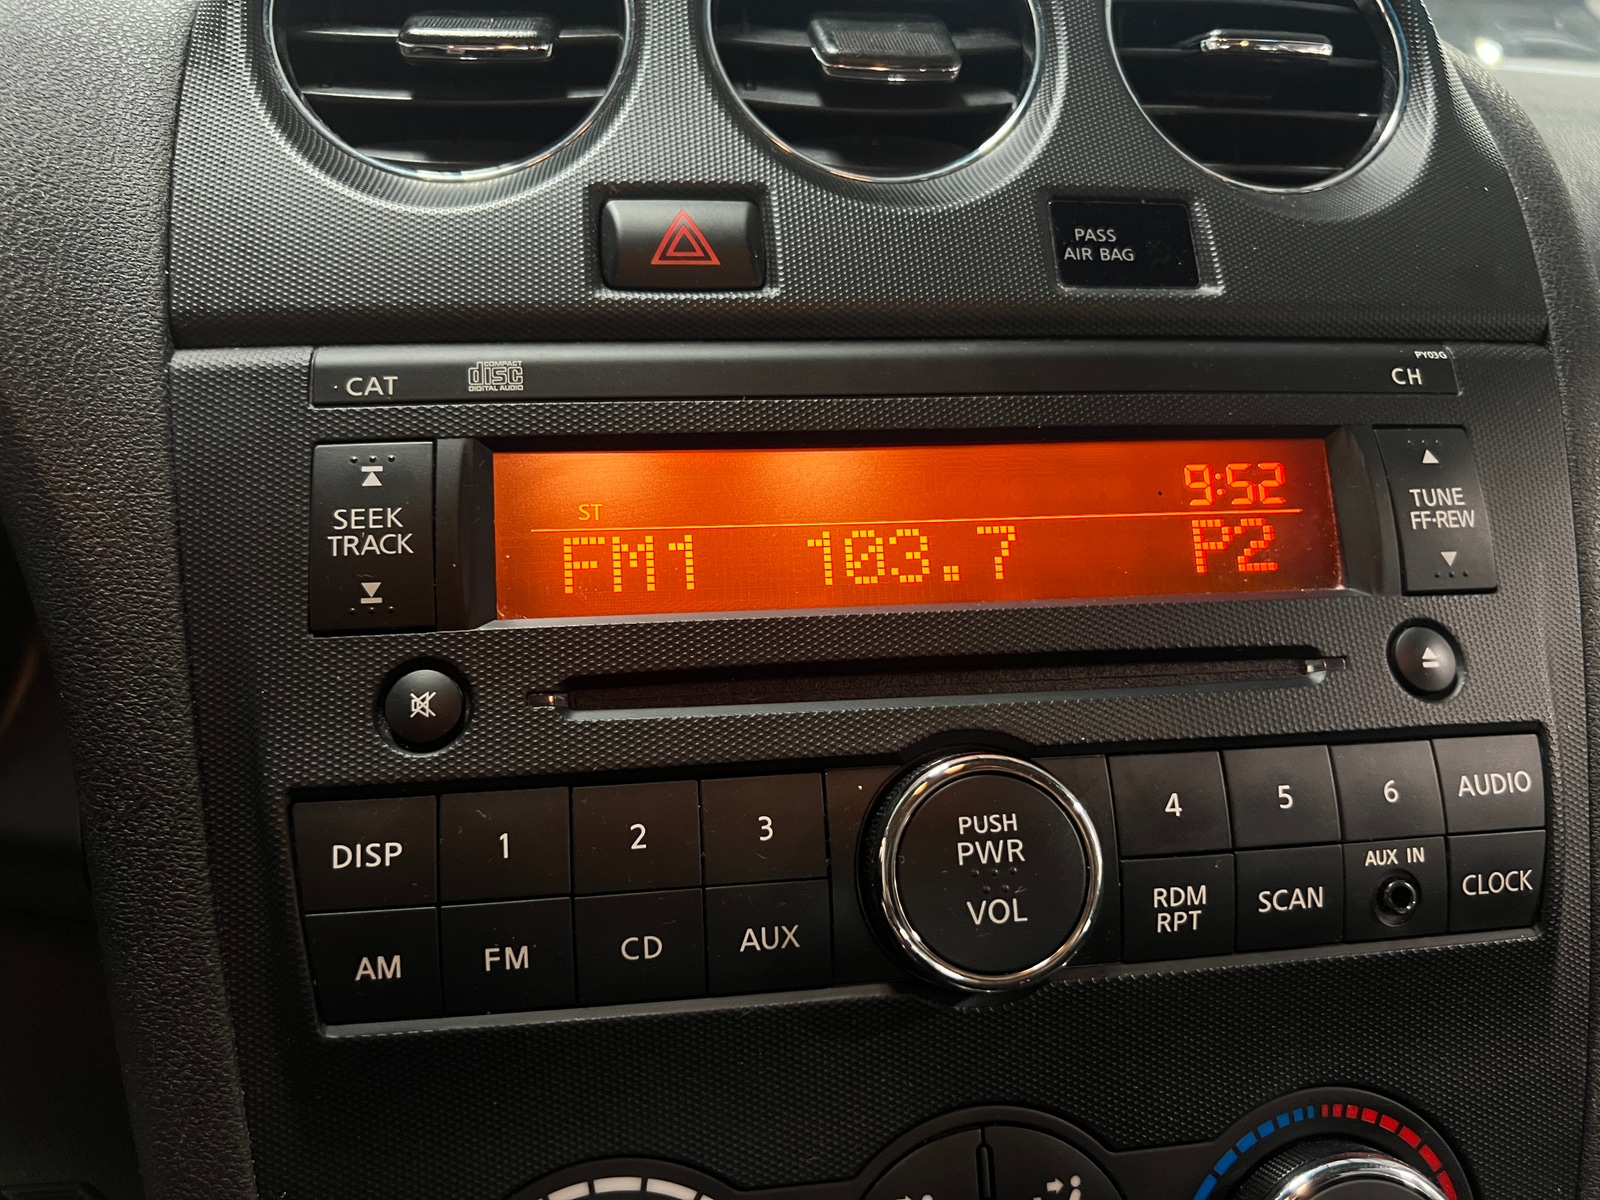 PASS
AIR BAG
PY03G
CAT
COMPACT
disc
DIGITAL AUDIO
CH
SEEK
TRACK
ST
9:52
FM1 103.7 P2
TUNE
FF·REW
DISP
1
2
3
PUSH
PWR
VOL
4
5
6
AUDIO
AM
FM
CD
AUX
RDM
RPT
SCAN
AUX IN
CLOCK